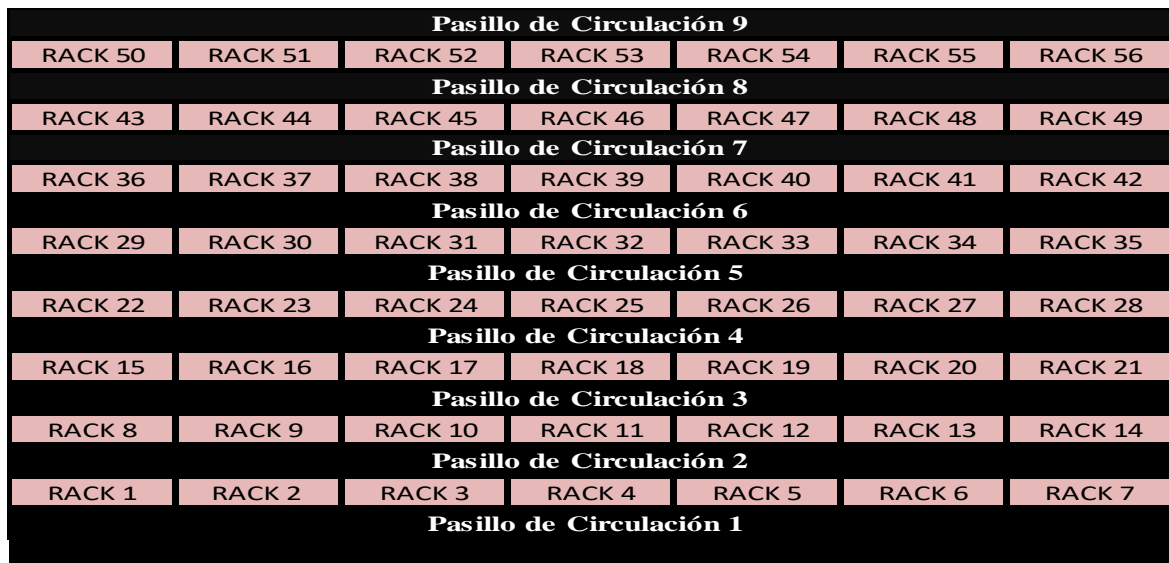 Pasillo de Circulación 9
RACK 50 RACK 51 RACK 52 RACK 53 RACK 54 RACK 55 RACK 56
Pasillo de Circulación 8
RACK 43 RACK 44 RACK 45 RACK 46 RACK 47 RACK 48 RACK 49
Pasillo de Circulación 7
RACK 36 RACK 37 RACK 38 RACK 39 RACK 40 RACK 41 RACK 42
Pasillo de Circulación 6
RACK 29 RACK 30 RACK 31 RACK 32 RACK 33 RACK 34 RACK 35
Pasillo de Circulación 5
RACK 22 RACK 23 RACK 24 RACK 25 RACK 26 RACK 27 RACK 28
Pasillo de Circulación 4
RACK 15 RACK 16 RACK 17 RACK 18 RACK 19 RACK 20 RACK 21
Pasillo de Circulación 3
RACK 8 RACK 9 RACK 10 RACK 11 RACK 12 RACK 13 RACK 14
Pasillo de Circulación 2
RACK 1 RACK 2 RACK 3 RACK 4 RACK 5 RACK 6 RACK 7
Pasillo de Circulación 1